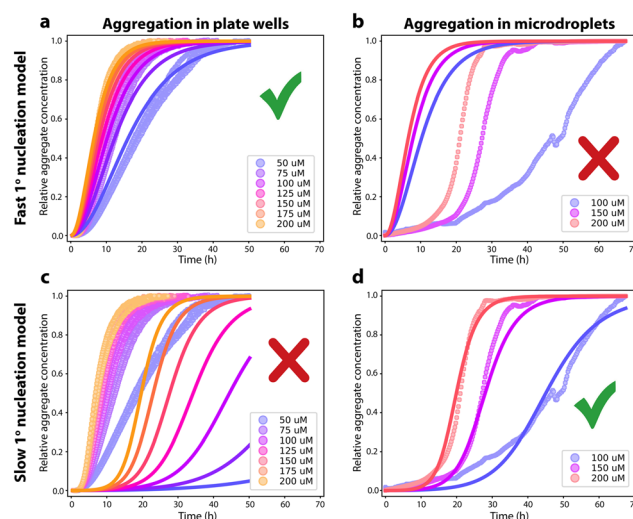 Aggregation in plate wells
Aggregation in microdroplets
Fast 1° nucleation model
a
Relative aggregate concentration
1.0
0.8
0.6
0.4
0.2
0.0
50 uM
75 uM
100 uM
125 uM
150 uM
175 uM
200 uM
0 10 20 30 40 50 60 70
Time (h)
b
Relative aggregate concentration
1.0
0.8
0.6
0.4
0.2
0.0
100 uM
150 uM
200 uM
0 10 20 30 40 50 60
Time (h)
Slow 1° nucleation model
c
Relative aggregate concentration
1.0
0.8
0.6
0.4
0.2
0.0
50 uM
75 uM
100 uM
125 uM
150 uM
175 uM
200 uM
0 10 20 30 40 50 60 70
Time (h)
d
Relative aggregate concentration
1.0
0.8
0.6
0.4
0.2
0.0
100 uM
150 uM
200 uM
0 10 20 30 40 50 60
Time (h)